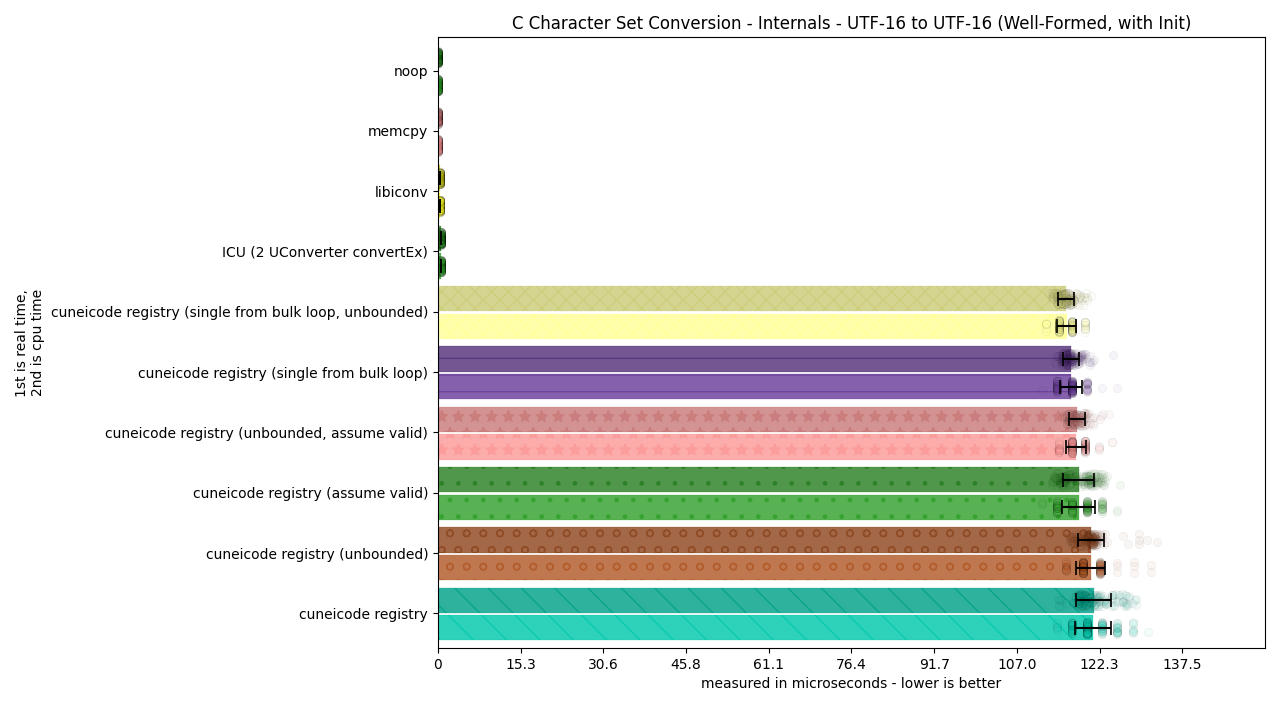 C Character Set Conversion - Internals - UTF-16 to UTF-16 (Well-Formed, with Init)
noop
memcpy
libiconv
ICU (2 UConverter convertEx)
cuneicode registry (single from bulk loop, unbounded)
cuneicode registry (single from bulk loop)
cuneicode registry (unbounded, assume valid)
cuneicode registry (assume valid)
cuneicode registry (unbounded)
cuneicode registry
1st is real time,
2nd is cpu time
0 15.3 30.6 45.8 61.1 76.4 91.7 107.0 122.3 137.5
measured in microseconds - lower is better